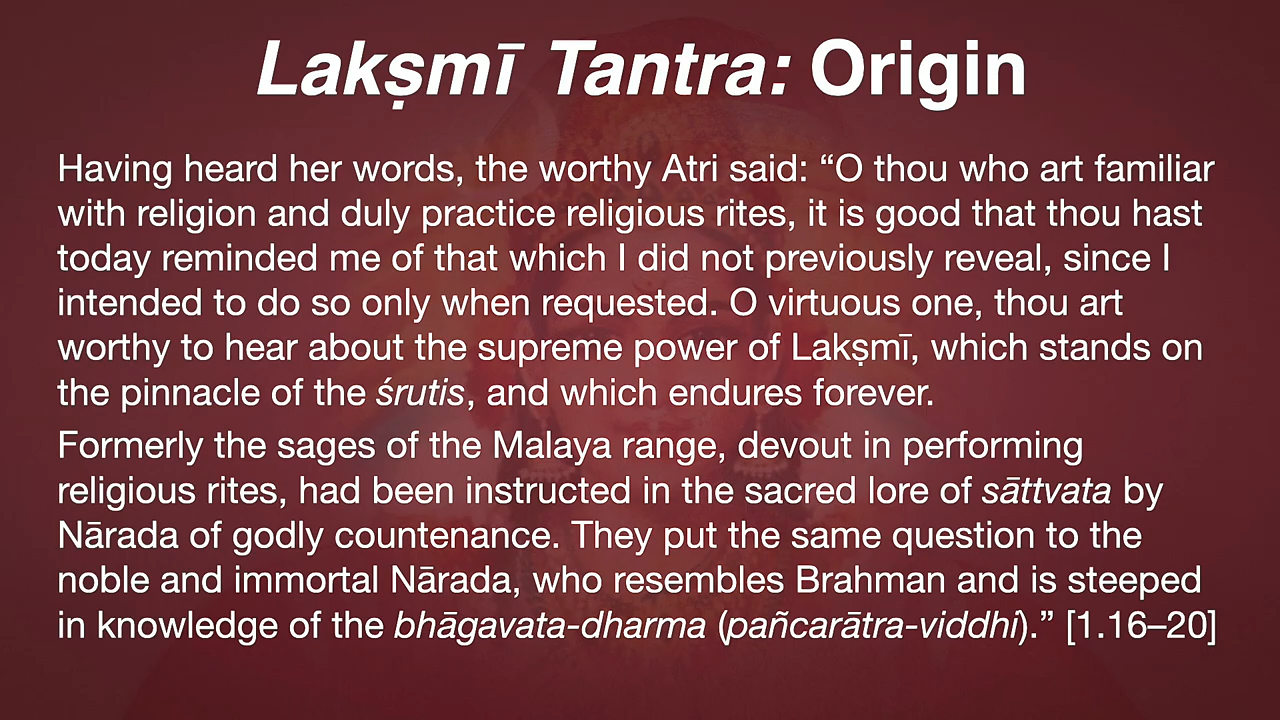 Lakṣmī Tantra: Origin
Having heard her words, the worthy Atri said: “O thou who art familiar
with religion and duly practice religious rites, it is good that thou hast
today reminded me of that which I did not previously reveal, since I
intended to do so only when requested. O virtuous one, thou art
worthy to hear about the supreme power of Lakṣmī, which stands on
the pinnacle of the śrutis, and which endures forever.
Formerly the sages of the Malaya range, devout in performing
religious rites, had been instructed in the sacred lore of sāttvata by
Nārada of godly countenance. They put the same question to the
noble and immortal Nārada, who resembles Brahman and is steeped
in knowledge of the bhāgavata-dharma (pañcarātra-viddhi).” [1.16–20]